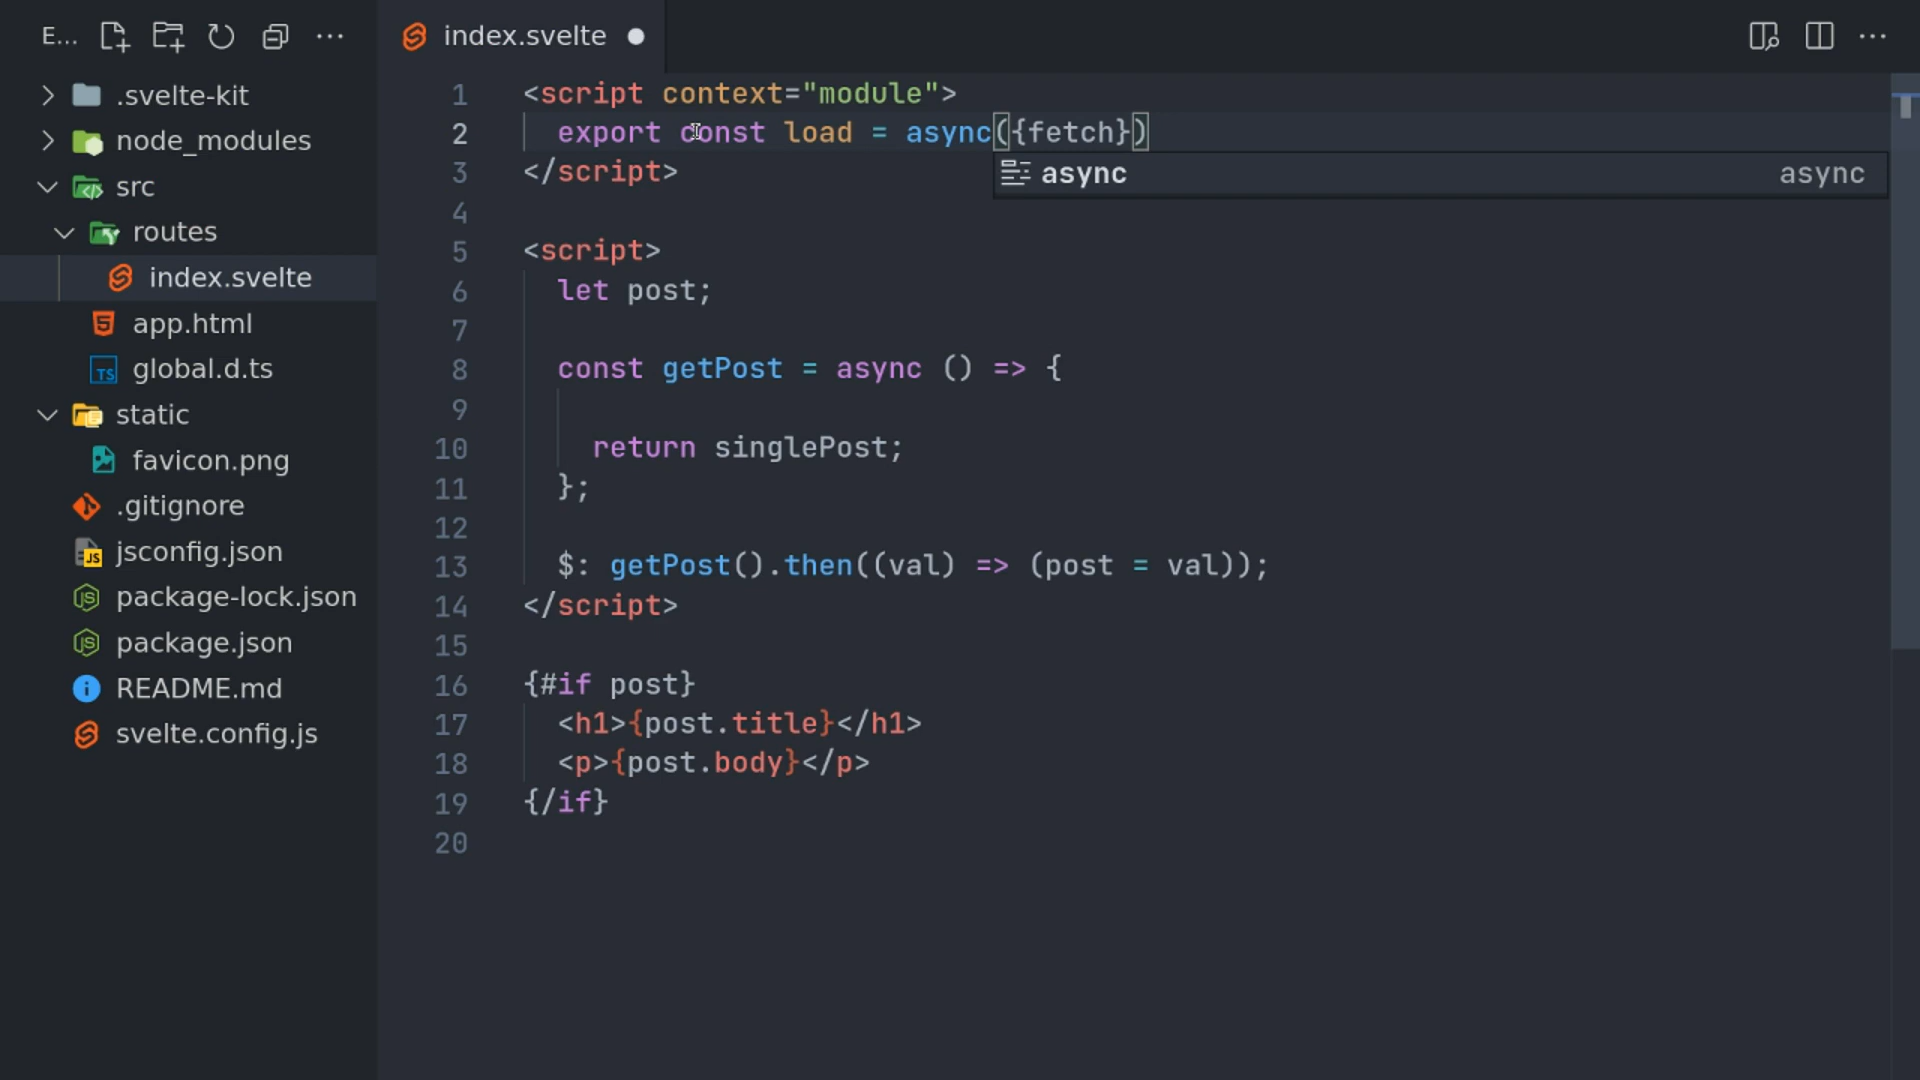 E...
.svelte-kit
node_modules
src
routes
index.svelte
app.html
global.d.ts
static
favicon.png
.gitignore
jsconfig.json
package-lock.json
package.json
README.md
svelte.config.js
index.svelte
1 <script context="module">
2 export const load = async({fetch})
async async
3 </script>
4
5 <script>
6 let post;
7
8 const getPost = async () => {
9
10 return singlePost;
11 };
12
13 $: getPost().then((val) => (post = val));
14 </script>
15
16 {#if post}
17 <h1>{post.title}</h1>
18 <p>{post.body}</p>
19 {/if}
20